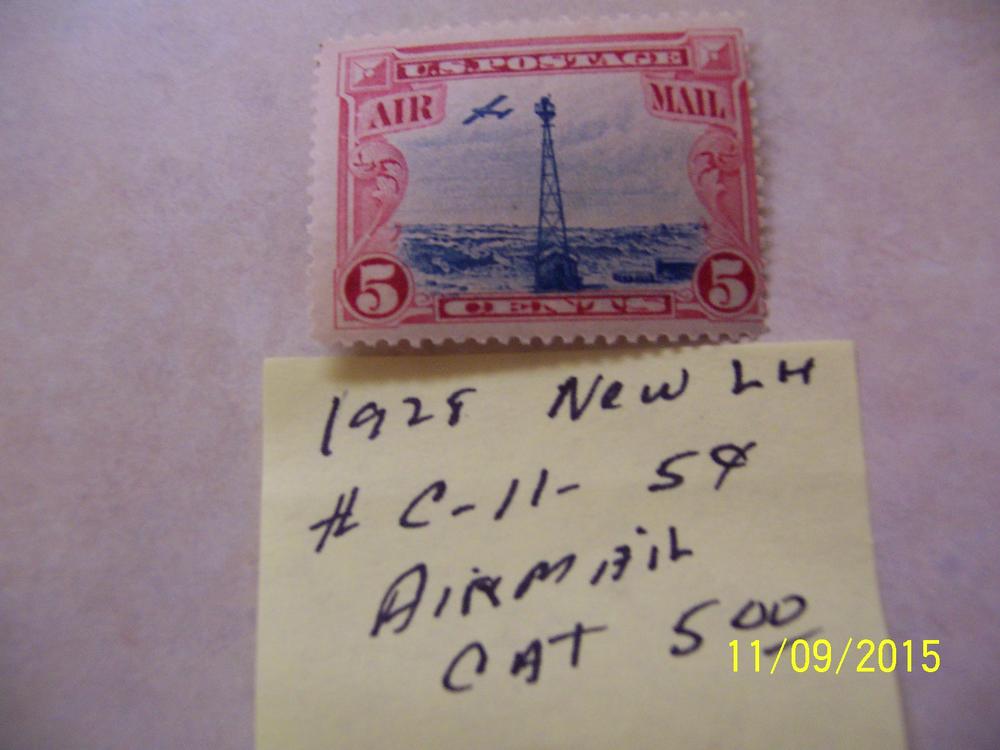 U.S. POSTAGE
AIR MAIL
5 5
CENTS
1928 New LH
# C-11- 5¢
AIRMAIL
CAT 5 00
11/09/2015